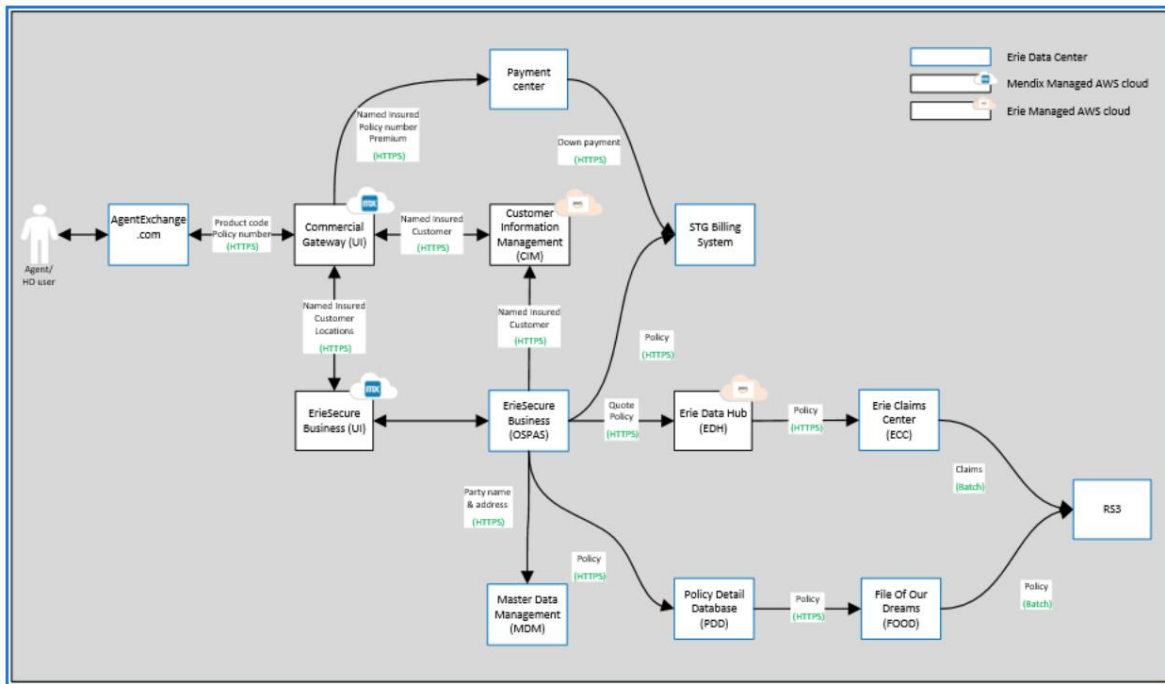 Payment
center
Erie Data Center
Mendix Managed AWS cloud
Erie Managed AWS cloud
mx
aws
Named Insured
Policy number
Premium
(HTTPS)
Down payment
(HTTPS)
mx
aws
Agent/
HO user
AgentExchange
.com
Product code
Policy number
(HTTPS)
Commercial
Gateway (UI)
Named Insured
Customer
(HTTPS)
Customer
Information
Management
(CIM)
STG Billing
System
Named Insured
Customer
Locations
(HTTPS)
Named Insured
Customer
(HTTPS)
Policy
(HTTPS)
mx
aws
ErieSecure
Business (UI)
ErieSecure
Business
(OSPAS)
Quote
Policy
(HTTPS)
Erie Data Hub
(EDH)
Policy
(HTTPS)
Erie Claims
Center
(ECC)
Claims
(Batch)
Party name
& address
(HTTPS)
RS3
Policy
(HTTPS)
Master Data
Management
(MDM)
Policy Detail
Database
(PDD)
Policy
(HTTPS)
File Of Our
Dreams
(FOOD)
Policy
(Batch)